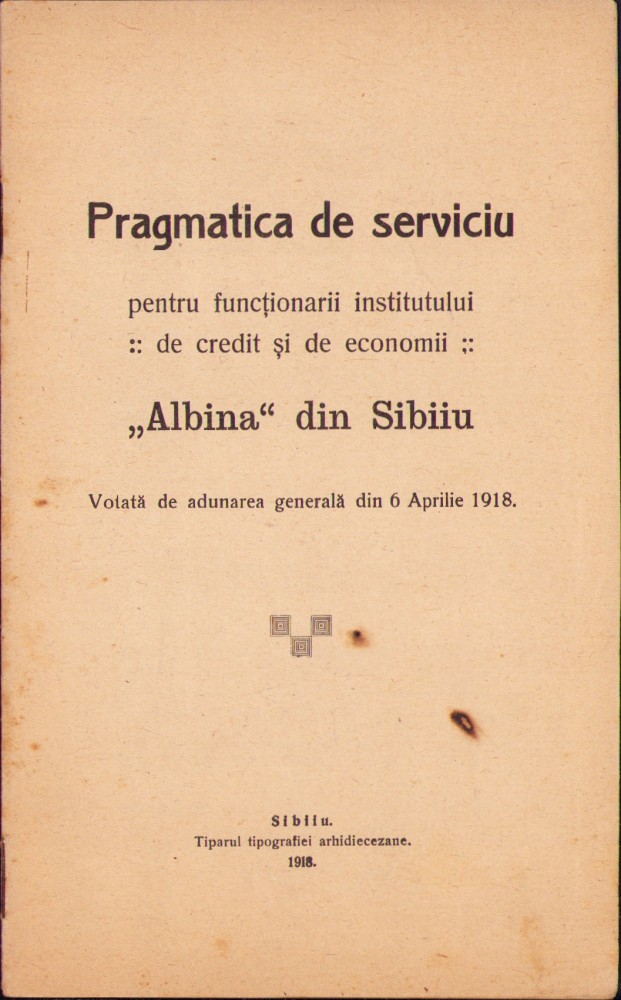 Pragmatica de serviciu
pentru funcționarii institutului
:: de credit și de economii ::
„Albina“ din Sibiiu
Votată de adunarea generală din 6 Aprilie 1918.
Sibiiu.
Tiparul tipografiei arhidiecezane.
1918.